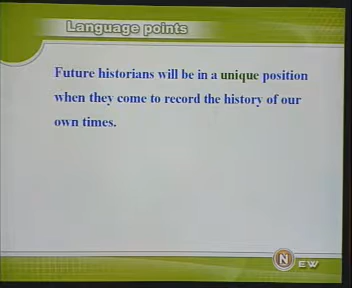 Language points
Future historians will be in a unique position
when they come to record the history of our
own times.
NEW